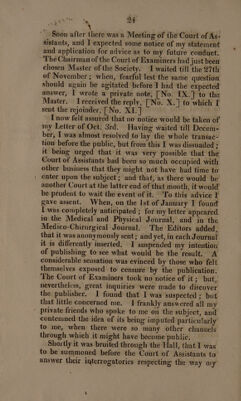 24
Soon after there was a Meeting of the Court of As-
sistants, and I expected some notice of my statement
and application for advice as to my future conduct.
The Chairman of the Court of Examiners had just been
chosen Master of the Society. I waited till the 27th
of November; when, fearful lest the same question
should again be agitated before I had the expected
answer, I wrote a private note, [No. IX.] to the
Master. I received the reply, [No. X.] to which I
sent the rejoinder, [No. XI.]
I now felt assured that no notice would be taken of
my Letter of Oct. 3rd. Having waited till Decem-
ber, I was almost resolved to lay the whole transac-
tion before the public, but from this I was dissuaded;
it being urged that it was very possible that the
Court of Assistants had been so much occupied with
other business that they might not have had time to
enter upon the subject; and that, as there would be
another Court at the latter end of that month, it would
be prudent to wait the event of it. To this advice I
gave assent. When, on the 1st of January I found
I was completely anticipated; for my letter appeared
in the Medical and Physical Journal, and in the
Medico-Chirurgical Journal. The Editors added,
that it was anonymously sent; and yet, in each Journal
it is differently inserted. I suspended my intention
of publishing to see what would be the result. A
considerable sensation was evinced by those who felt
themselves exposed to censure by the publication.
The Court of Examiners took no notice of it; but,
nevertheless, great inquiries were made to discover
the publisher. I found that I was suspected; but
that little concerned me. I frankly answered all my
private friends who spoke to me on the subject, and
contemned the idea of its being imputed particularly
to me, when there were so many other channels
through which it might have become public.
Shortly it was bruited through the Hall, that I was
to be summoned before the Court of Assistants to
answer their interrogatories respecting the way my